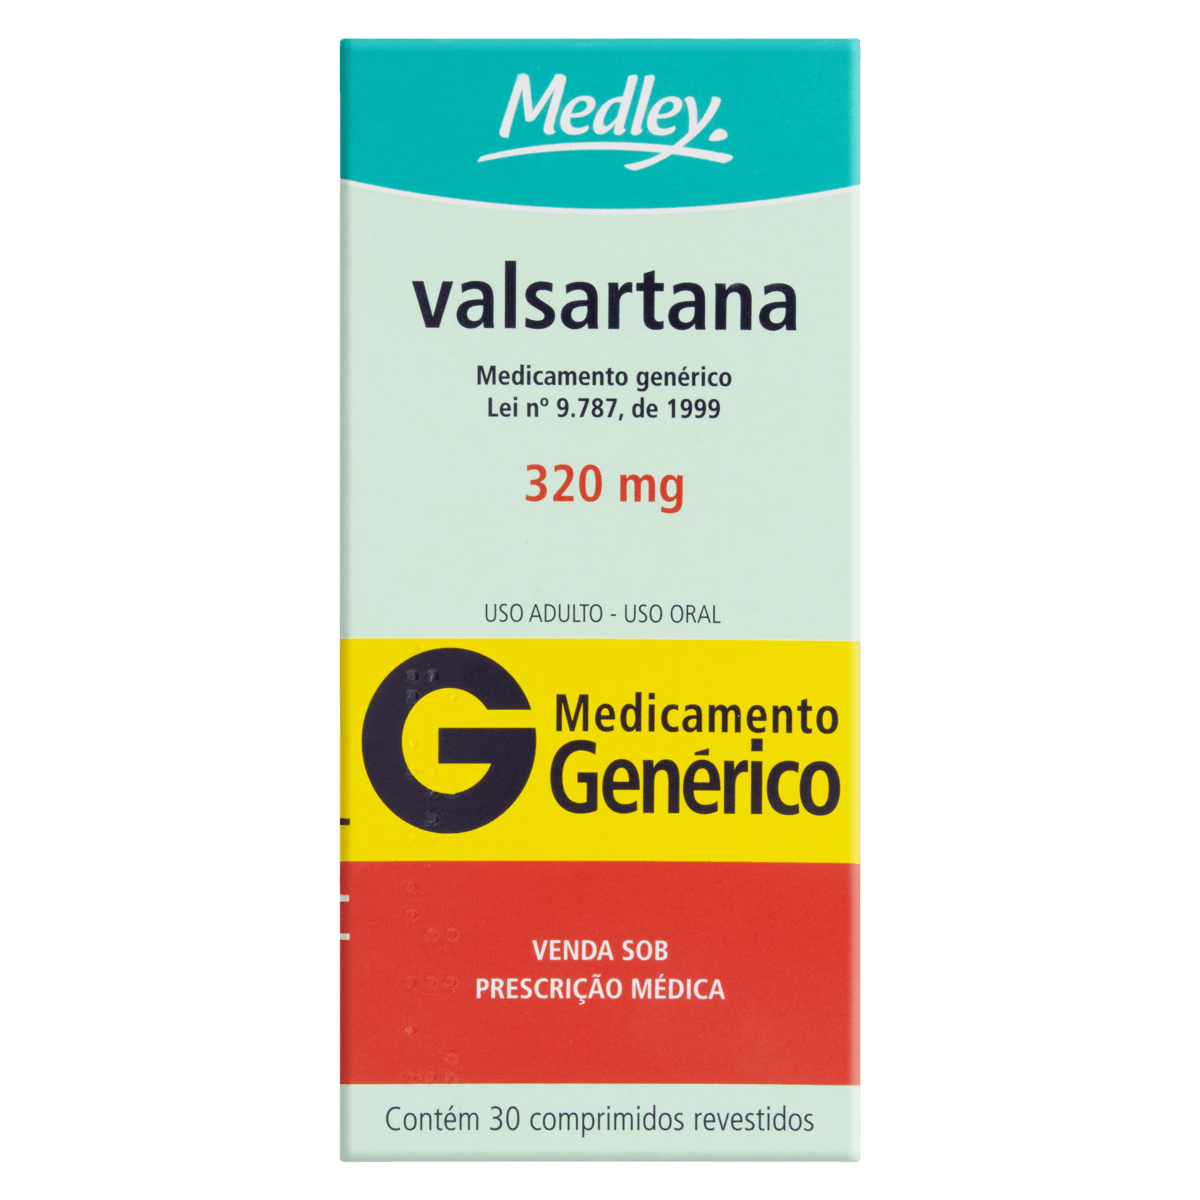 Medley.
valsartana
Medicamento genérico
Lei nº 9.787, de 1999
320 mg
USO ADULTO - USO ORAL
G
Medicamento
Genérico
VENDA SOB
PRESCRIÇÃO MÉDICA
Contém 30 comprimidos revestidos